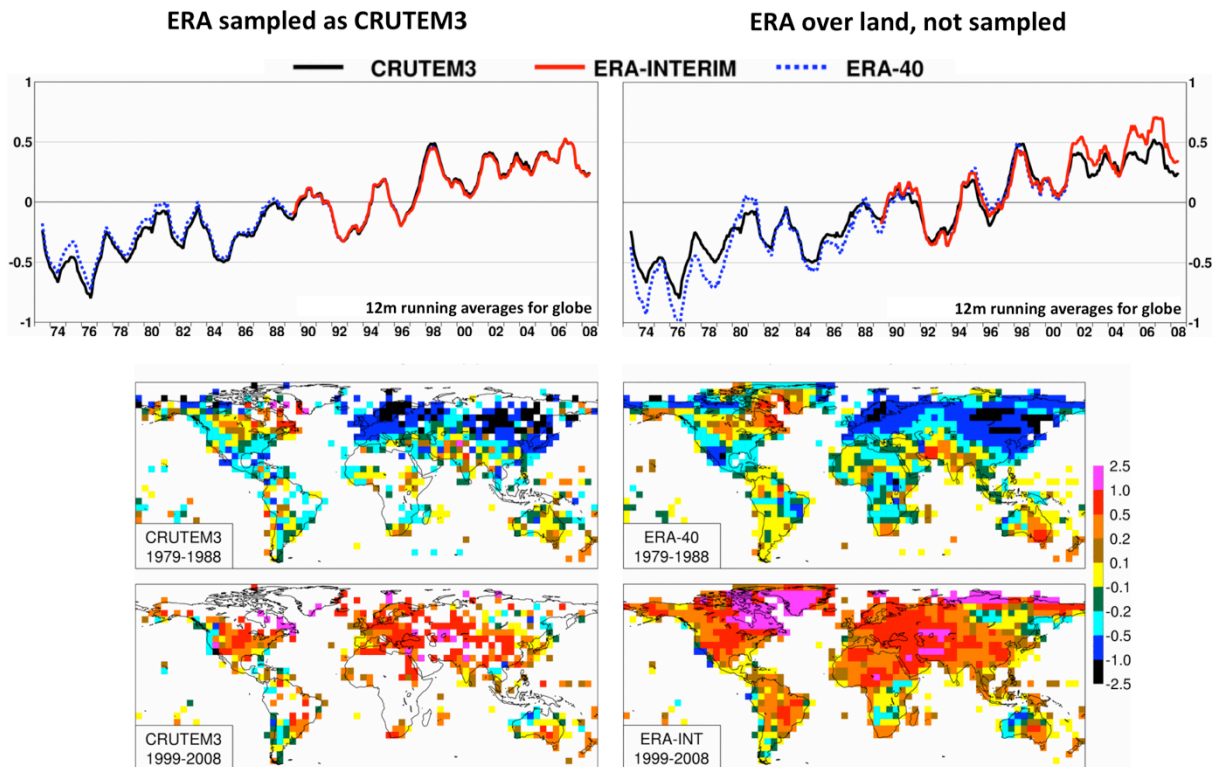 ERA sampled as CRUTEM3
ERA over land, not sampled
CRUTEM3 ERA-INTERIM ERA-40
1
0.5
0
-0.5
-1
12m running averages for globe
74 76 78 80 82 84 86 88 90 92 94 96 98 00 02 04 06 08
1
0.5
0
-0.5
-1
12m running averages for globe
74 76 78 80 82 84 86 88 90 92 94 96 98 00 02 04 06 08
CRUTEM3
1979-1988
ERA-40
1979-1988
2.5
1.0
0.5
0.2
0.1
-0.1
-0.2
-0.5
-1.0
-2.5
CRUTEM3
1999-2008
ERA-INT
1999-2008